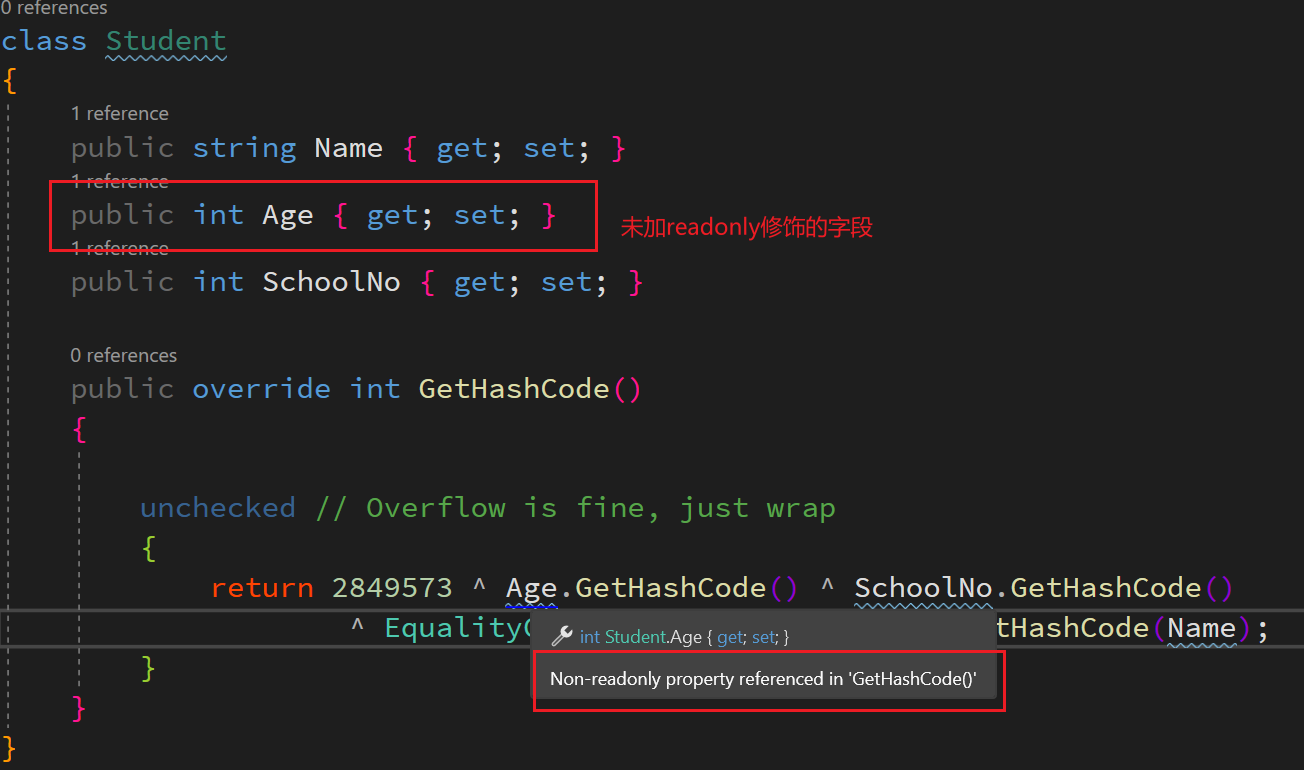 0 references
class Student
{
1 reference
public string Name { get; set; }
1 reference
public int Age { get; set; }
未加readonly修饰的字段
1 reference
public int SchoolNo { get; set; }
0 references
public override int GetHashCode()
{
unchecked // Overflow is fine, just wrap
{
return 2849573 ^ Age.GetHashCode() ^ SchoolNo.GetHashCode()
^ EqualityC tHashCode(Name);
int Student.Age { get; set; }
Non-readonly property referenced in 'GetHashCode()'
}
}
}